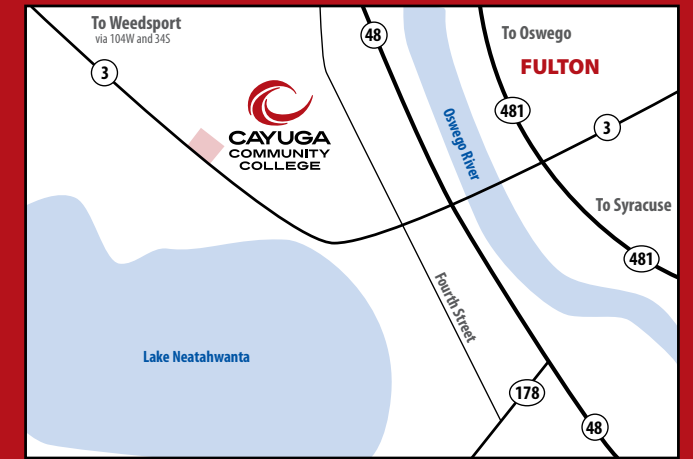 To Weedsport
via 104W and 34S
3
CAYUGA
COMMUNITY
COLLEGE
48
To Oswego
FULTON
481
3
Oswego River
To Syracuse
481
Fourth Street
Lake Neatahwanta
178
48